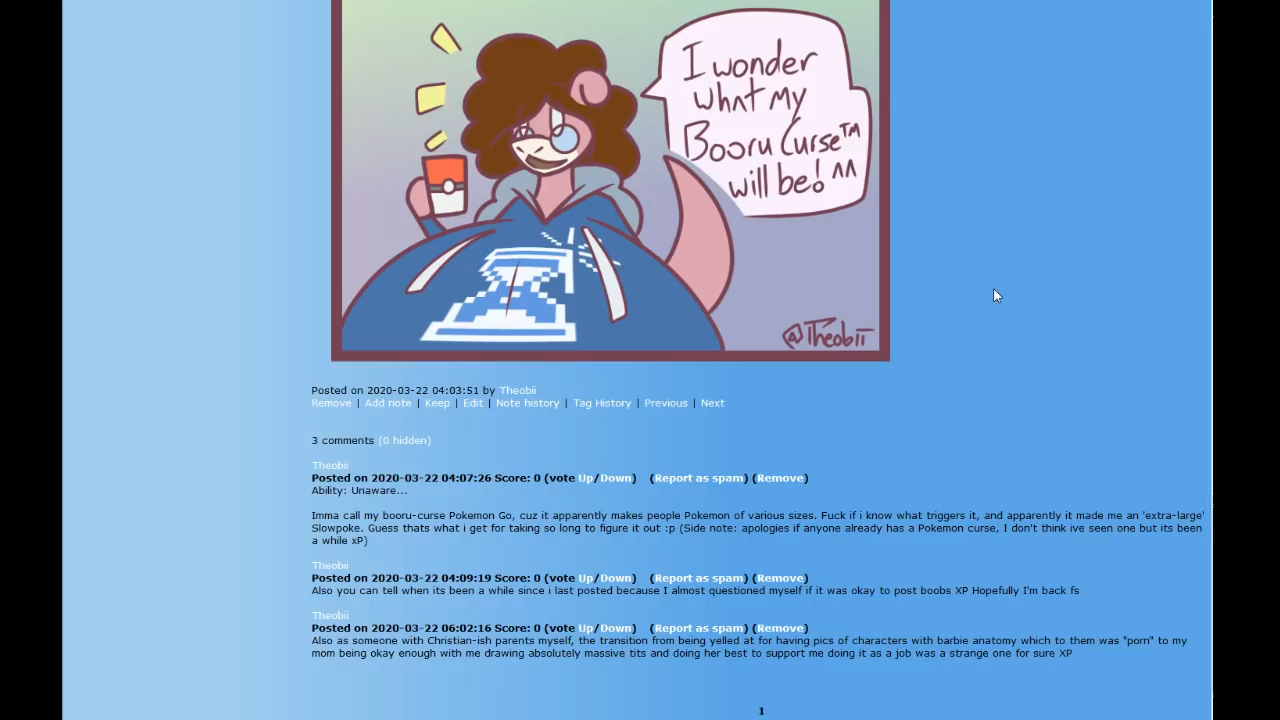 I wonder
what my
Booru Curse™
will be! ^^
@Theobii
Posted on 2020-03-22 04:03:51 by Theobii
Remove | Add note | Keep | Edit | Note history | Tag History | Previous | Next
3 comments (0 hidden)
Theobii
Posted on 2020-03-22 04:07:26 Score: 0 (vote Up/Down) (Report as spam) (Remove)
Ability: Unaware...
Imma call my booru-curse Pokemon Go, cuz it apparently makes people Pokemon of various sizes. Fuck if i know what triggers it, and apparently it made me an 'extra-large'
Slowpoke. Guess thats what i get for taking so long to figure it out :p (Side note: apologies if anyone already has a Pokemon curse, I don't think ive seen one but its been
a while xP)
Theobii
Posted on 2020-03-22 04:09:19 Score: 0 (vote Up/Down) (Report as spam) (Remove)
Also you can tell when its been a while since i last posted because I almost questioned myself if it was okay to post boobs XP Hopefully I'm back fs
Theobii
Posted on 2020-03-22 06:02:16 Score: 0 (vote Up/Down) (Report as spam) (Remove)
Also as someone with Christian-ish parents myself, the transition from being yelled at for having pics of characters with barbie anatomy which to them was "porn" to my
mom being okay enough with me drawing absolutely massive tits and doing her best to support me doing it as a job was a strange one for sure XP
1